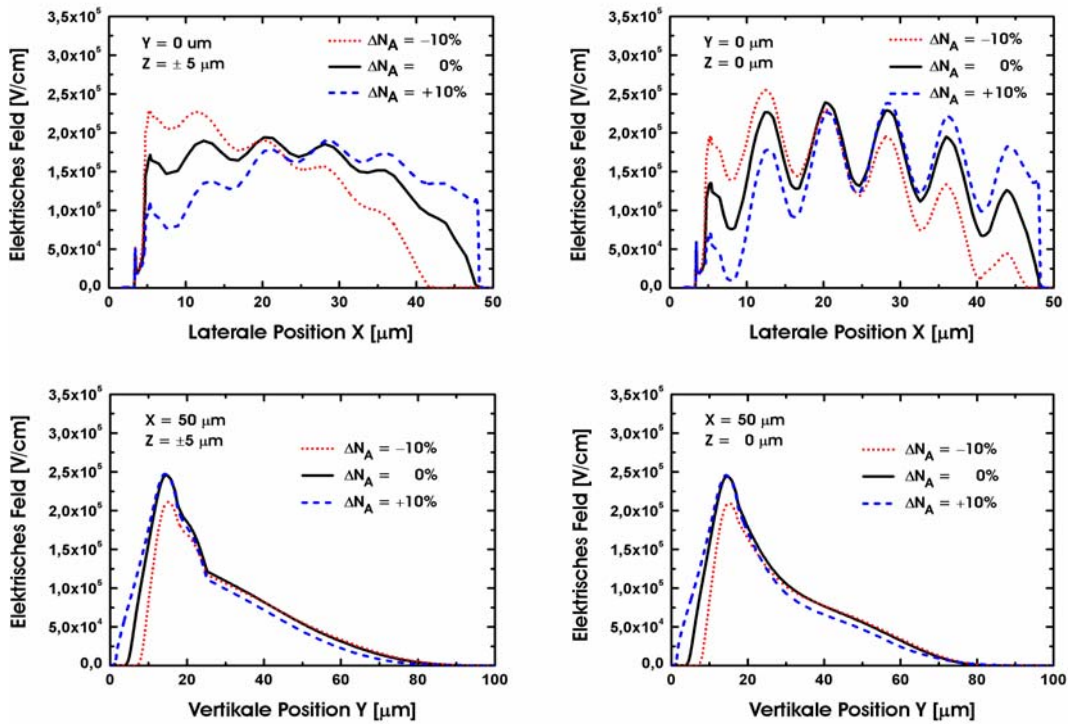 Elektrisches Feld [V/cm]
3,5x10⁵
3,0x10⁵
2,5x10⁵
2,0x10⁵
1,5x10⁵
1,0x10⁵
5,0x10⁴
0,0
Y = 0 um
Z = ± 5 µm
ΔN_A = −10%
ΔN_A = 0%
ΔN_A = +10%
0 10 20 30 40 50
Laterale Position X [µm]
Elektrisches Feld [V/cm]
3,5x10⁵
3,0x10⁵
2,5x10⁵
2,0x10⁵
1,5x10⁵
1,0x10⁵
5,0x10⁴
0,0
Y = 0 µm
Z = 0 µm
ΔN_A = −10%
ΔN_A = 0%
ΔN_A = +10%
0 10 20 30 40 50
Laterale Position X [µm]
Elektrisches Feld [V/cm]
3,5x10⁵
3,0x10⁵
2,5x10⁵
2,0x10⁵
1,5x10⁵
1,0x10⁵
5,0x10⁴
0,0
X = 50 µm
Z = ±5 µm
ΔN_A = −10%
ΔN_A = 0%
ΔN_A = +10%
0 20 40 60 80 100
Vertikale Position Y [µm]
Elektrisches Feld [V/cm]
3,5x10⁵
3,0x10⁵
2,5x10⁵
2,0x10⁵
1,5x10⁵
1,0x10⁵
5,0x10⁴
0,0
X = 50 µm
Z = 0 µm
ΔN_A = −10%
ΔN_A = 0%
ΔN_A = +10%
0 20 40 60 80 100
Vertikale Position Y [µm]